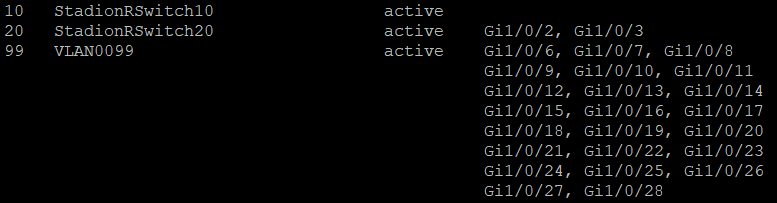 10 StadionRSwitch10 active
20 StadionRSwitch20 active Gi1/0/2, Gi1/0/3
99 VLAN0099 active Gi1/0/6, Gi1/0/7, Gi1/0/8
Gi1/0/9, Gi1/0/10, Gi1/0/11
Gi1/0/12, Gi1/0/13, Gi1/0/14
Gi1/0/15, Gi1/0/16, Gi1/0/17
Gi1/0/18, Gi1/0/19, Gi1/0/20
Gi1/0/21, Gi1/0/22, Gi1/0/23
Gi1/0/24, Gi1/0/25, Gi1/0/26
Gi1/0/27, Gi1/0/28